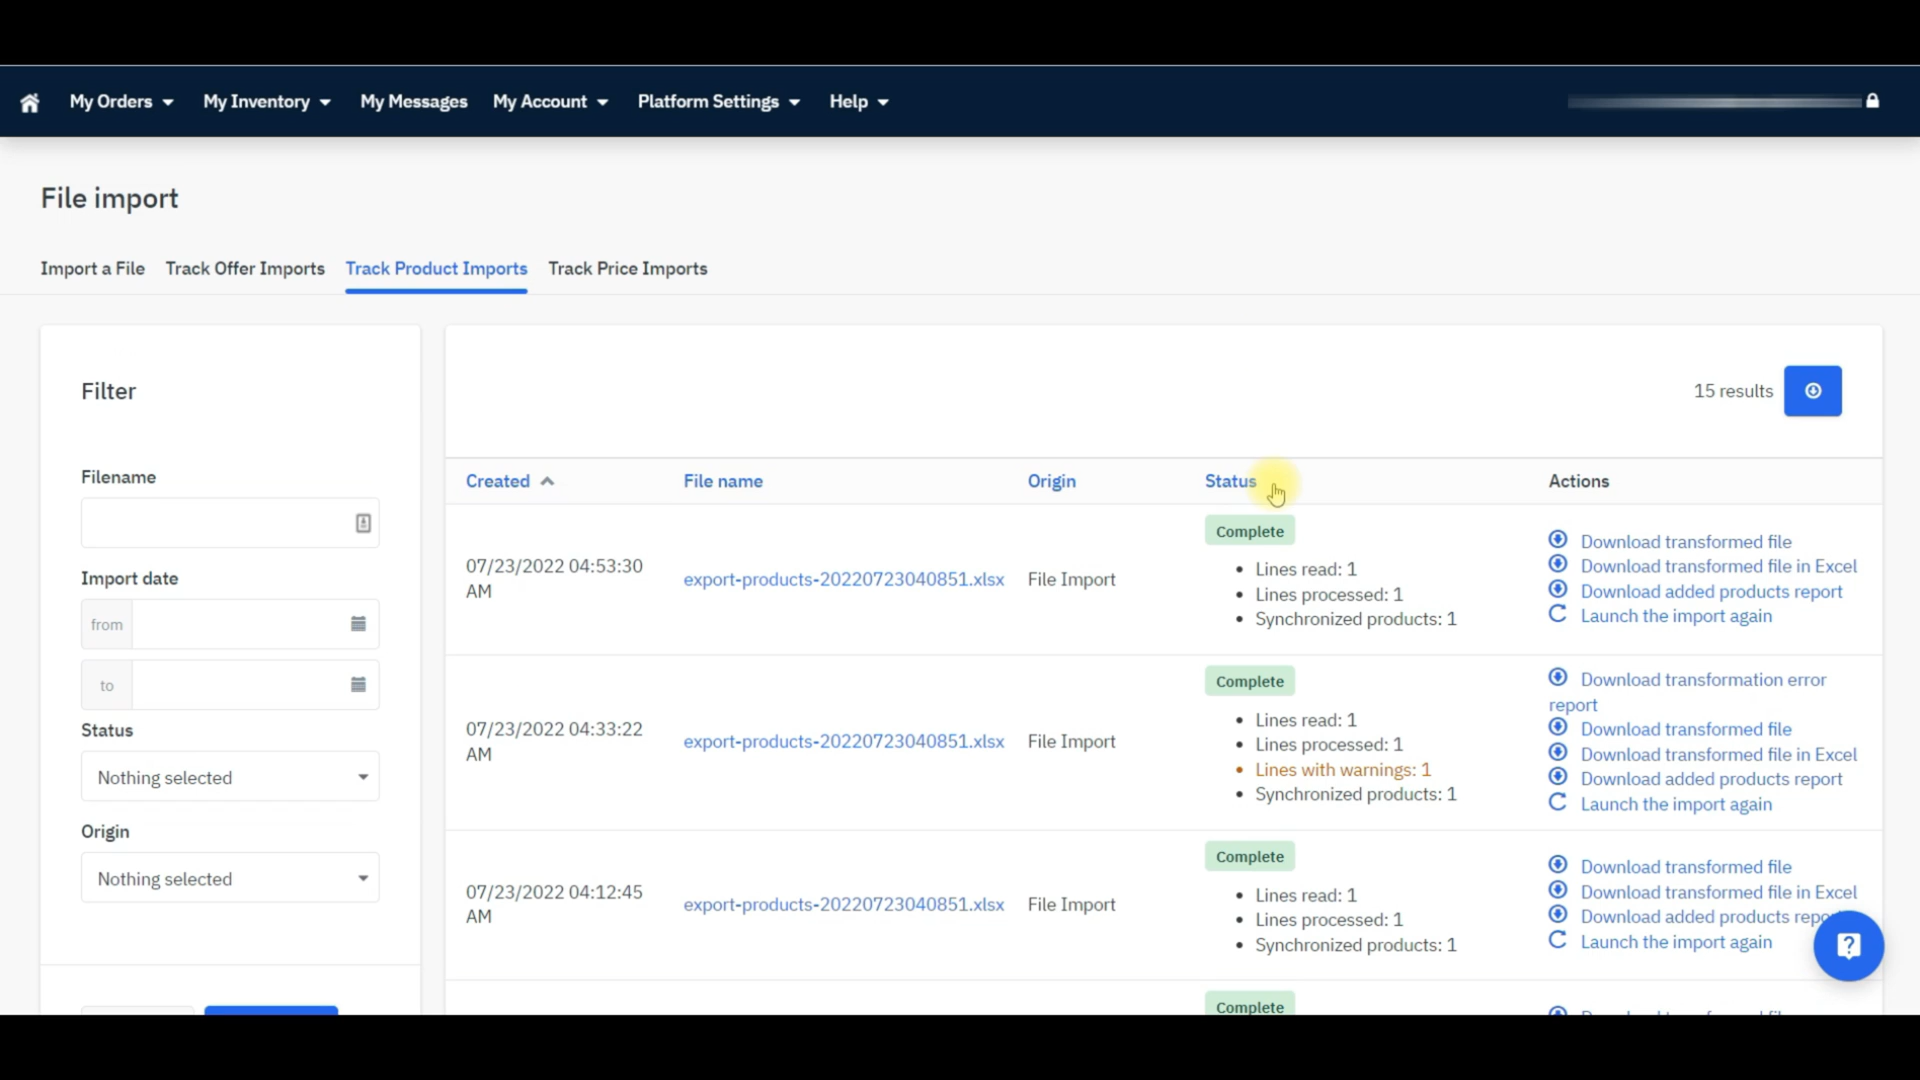 My Orders My Inventory My Messages My Account Platform Settings Help
File import
Import a File Track Offer Imports Track Product Imports Track Price Imports
Filter
Filename
Import date
from
to
Status
Nothing selected
Origin
Nothing selected
15 results
Created File name Origin Status Actions
07/23/2022 04:53:30
AM
export-products-20220723040851.xlsx
File Import
Complete
• Lines read: 1
• Lines processed: 1
• Synchronized products: 1
Download transformed file
Download transformed file in Excel
Download added products report
Launch the import again
07/23/2022 04:33:22
AM
export-products-20220723040851.xlsx
File Import
Complete
• Lines read: 1
• Lines processed: 1
• Lines with warnings: 1
• Synchronized products: 1
Download transformation error
report
Download transformed file
Download transformed file in Excel
Download added products report
Launch the import again
07/23/2022 04:12:45
AM
export-products-20220723040851.xlsx
File Import
Complete
• Lines read: 1
• Lines processed: 1
• Synchronized products: 1
Download transformed file
Download transformed file in Excel
Download added products repo
Launch the import again
Complete